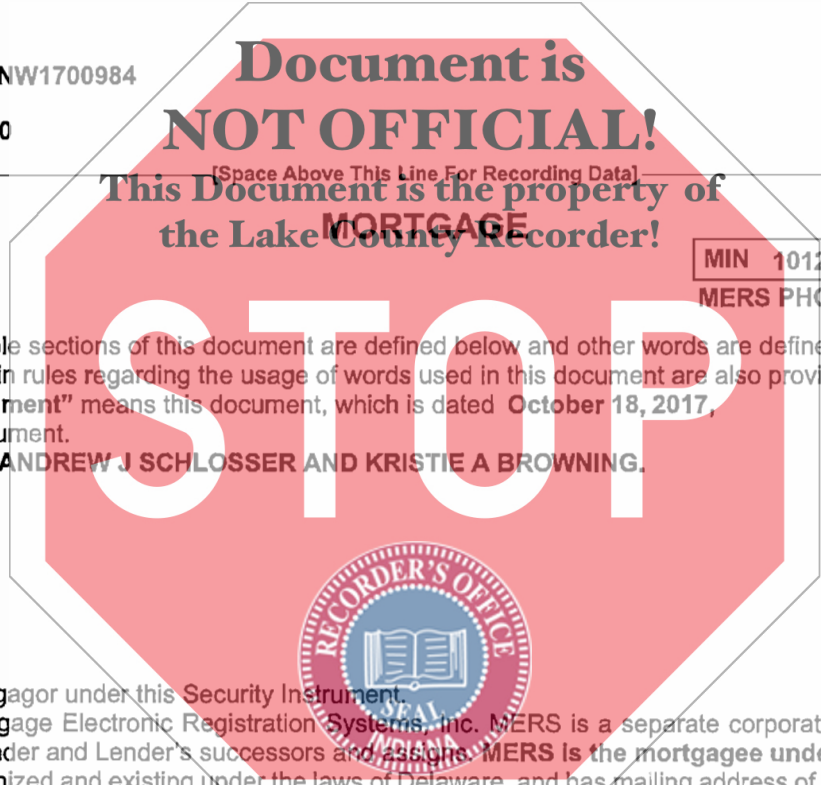 Document is
NW1700984
NOT OFFICIAL!
0
[Space Above This Line For Recording Data]
This Document is the property of
MORTGAGE
the Lake County Recorder!
MIN 1012
MERS PHO
STOP
le sections of this document are defined below and other words are define
in rules regarding the usage of words used in this document are also provi
ment" means this document, which is dated October 18, 2017,
ument.
ANDREW J SCHLOSSER AND KRISTIE A BROWNING.
RECORDER'S OFFICE
SEAL
gagor under this Security Instrument.
gage Electronic Registration Systems, Inc. MERS is a separate corporat
der and Lender's successors and assigns. MERS is the mortgagee unde
nized and existing under the laws of Delaware, and has mailing address of